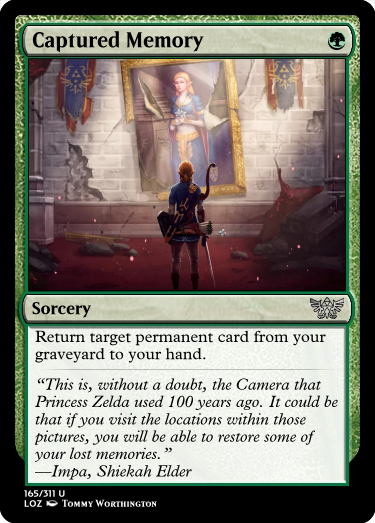 Captured Memory
Sorcery
Return target permanent card from your
graveyard to your hand.
“This is, without a doubt, the Camera that
Princess Zelda used 100 years ago. It could be
that if you visit the locations within those
pictures, you will be able to restore some of
your lost memories.”
—Impa, Shiekah Elder
165/311 U
LOZ Tommy Worthington